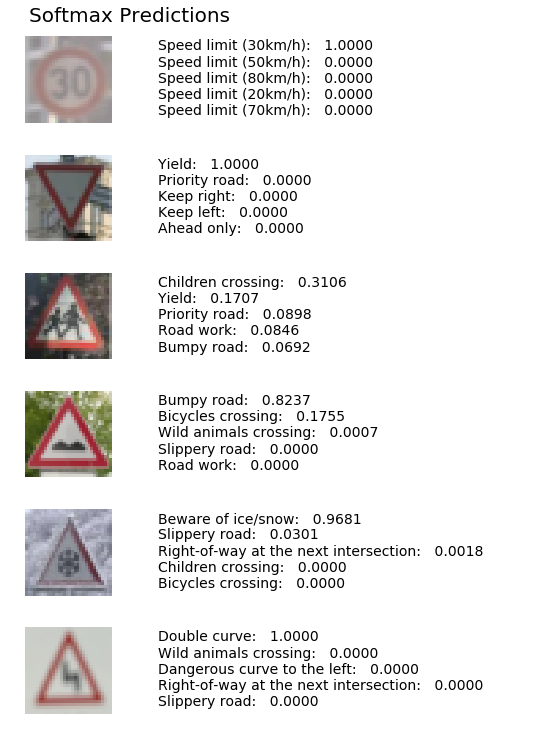 Softmax Predictions
30
Speed limit (30km/h): 1.0000
Speed limit (50km/h): 0.0000
Speed limit (80km/h): 0.0000
Speed limit (20km/h): 0.0000
Speed limit (70km/h): 0.0000
Yield: 1.0000
Priority road: 0.0000
Keep right: 0.0000
Keep left: 0.0000
Ahead only: 0.0000
Children crossing: 0.3106
Yield: 0.1707
Priority road: 0.0898
Road work: 0.0846
Bumpy road: 0.0692
Bumpy road: 0.8237
Bicycles crossing: 0.1755
Wild animals crossing: 0.0007
Slippery road: 0.0000
Road work: 0.0000
Beware of ice/snow: 0.9681
Slippery road: 0.0301
Right-of-way at the next intersection: 0.0018
Children crossing: 0.0000
Bicycles crossing: 0.0000
Double curve: 1.0000
Wild animals crossing: 0.0000
Dangerous curve to the left: 0.0000
Right-of-way at the next intersection: 0.0000
Slippery road: 0.0000